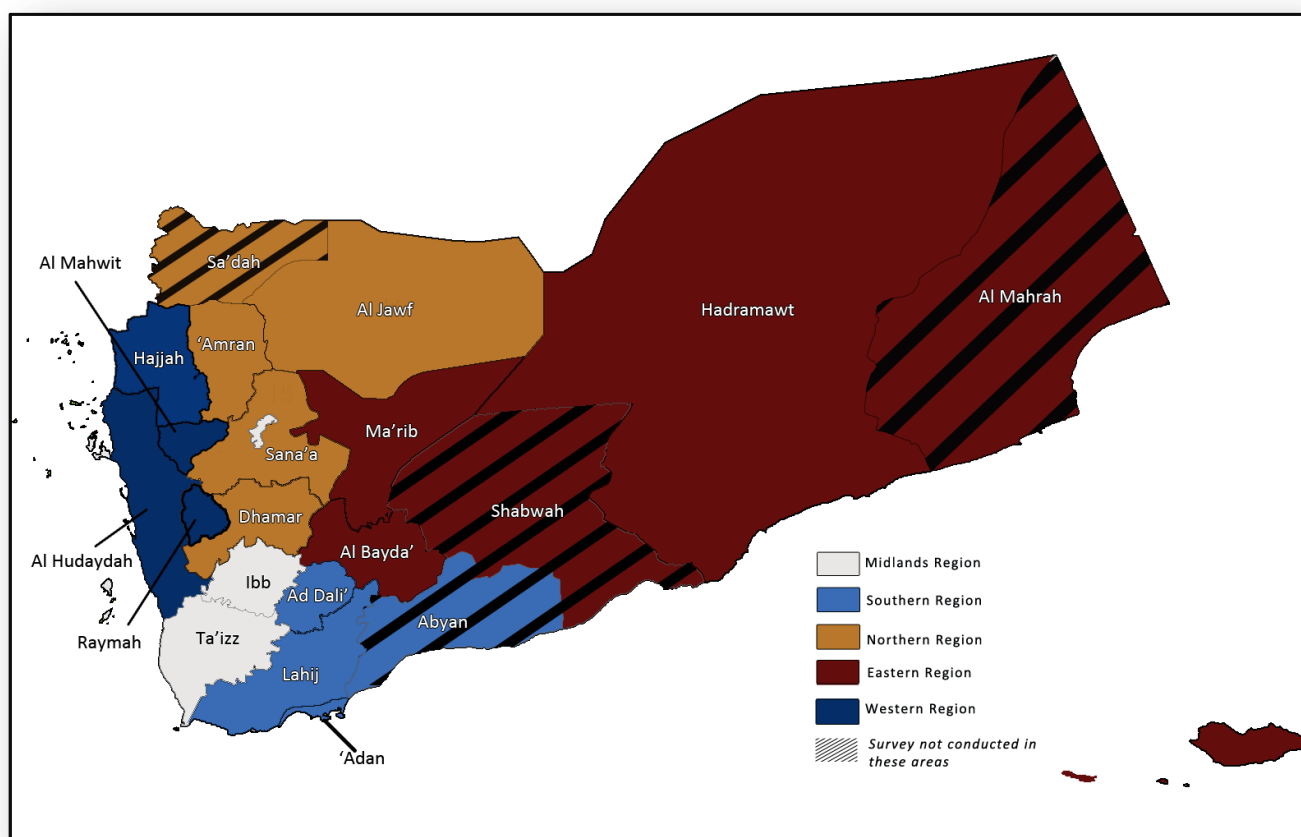 Al Mahwit
Sa'dah
Al Jawf
Hadramawt
Al Mahrah
Hajjah
'Amran
Ma'rib
Sana'a
Shabwah
Dhamar
Al Bayda'
Al Hudaydah
Ibb
Ad Dali'
Abyan
Raymah
Ta'izz
Lahij
'Adan
Midlands Region
Southern Region
Northern Region
Eastern Region
Western Region
Survey not conducted in
these areas